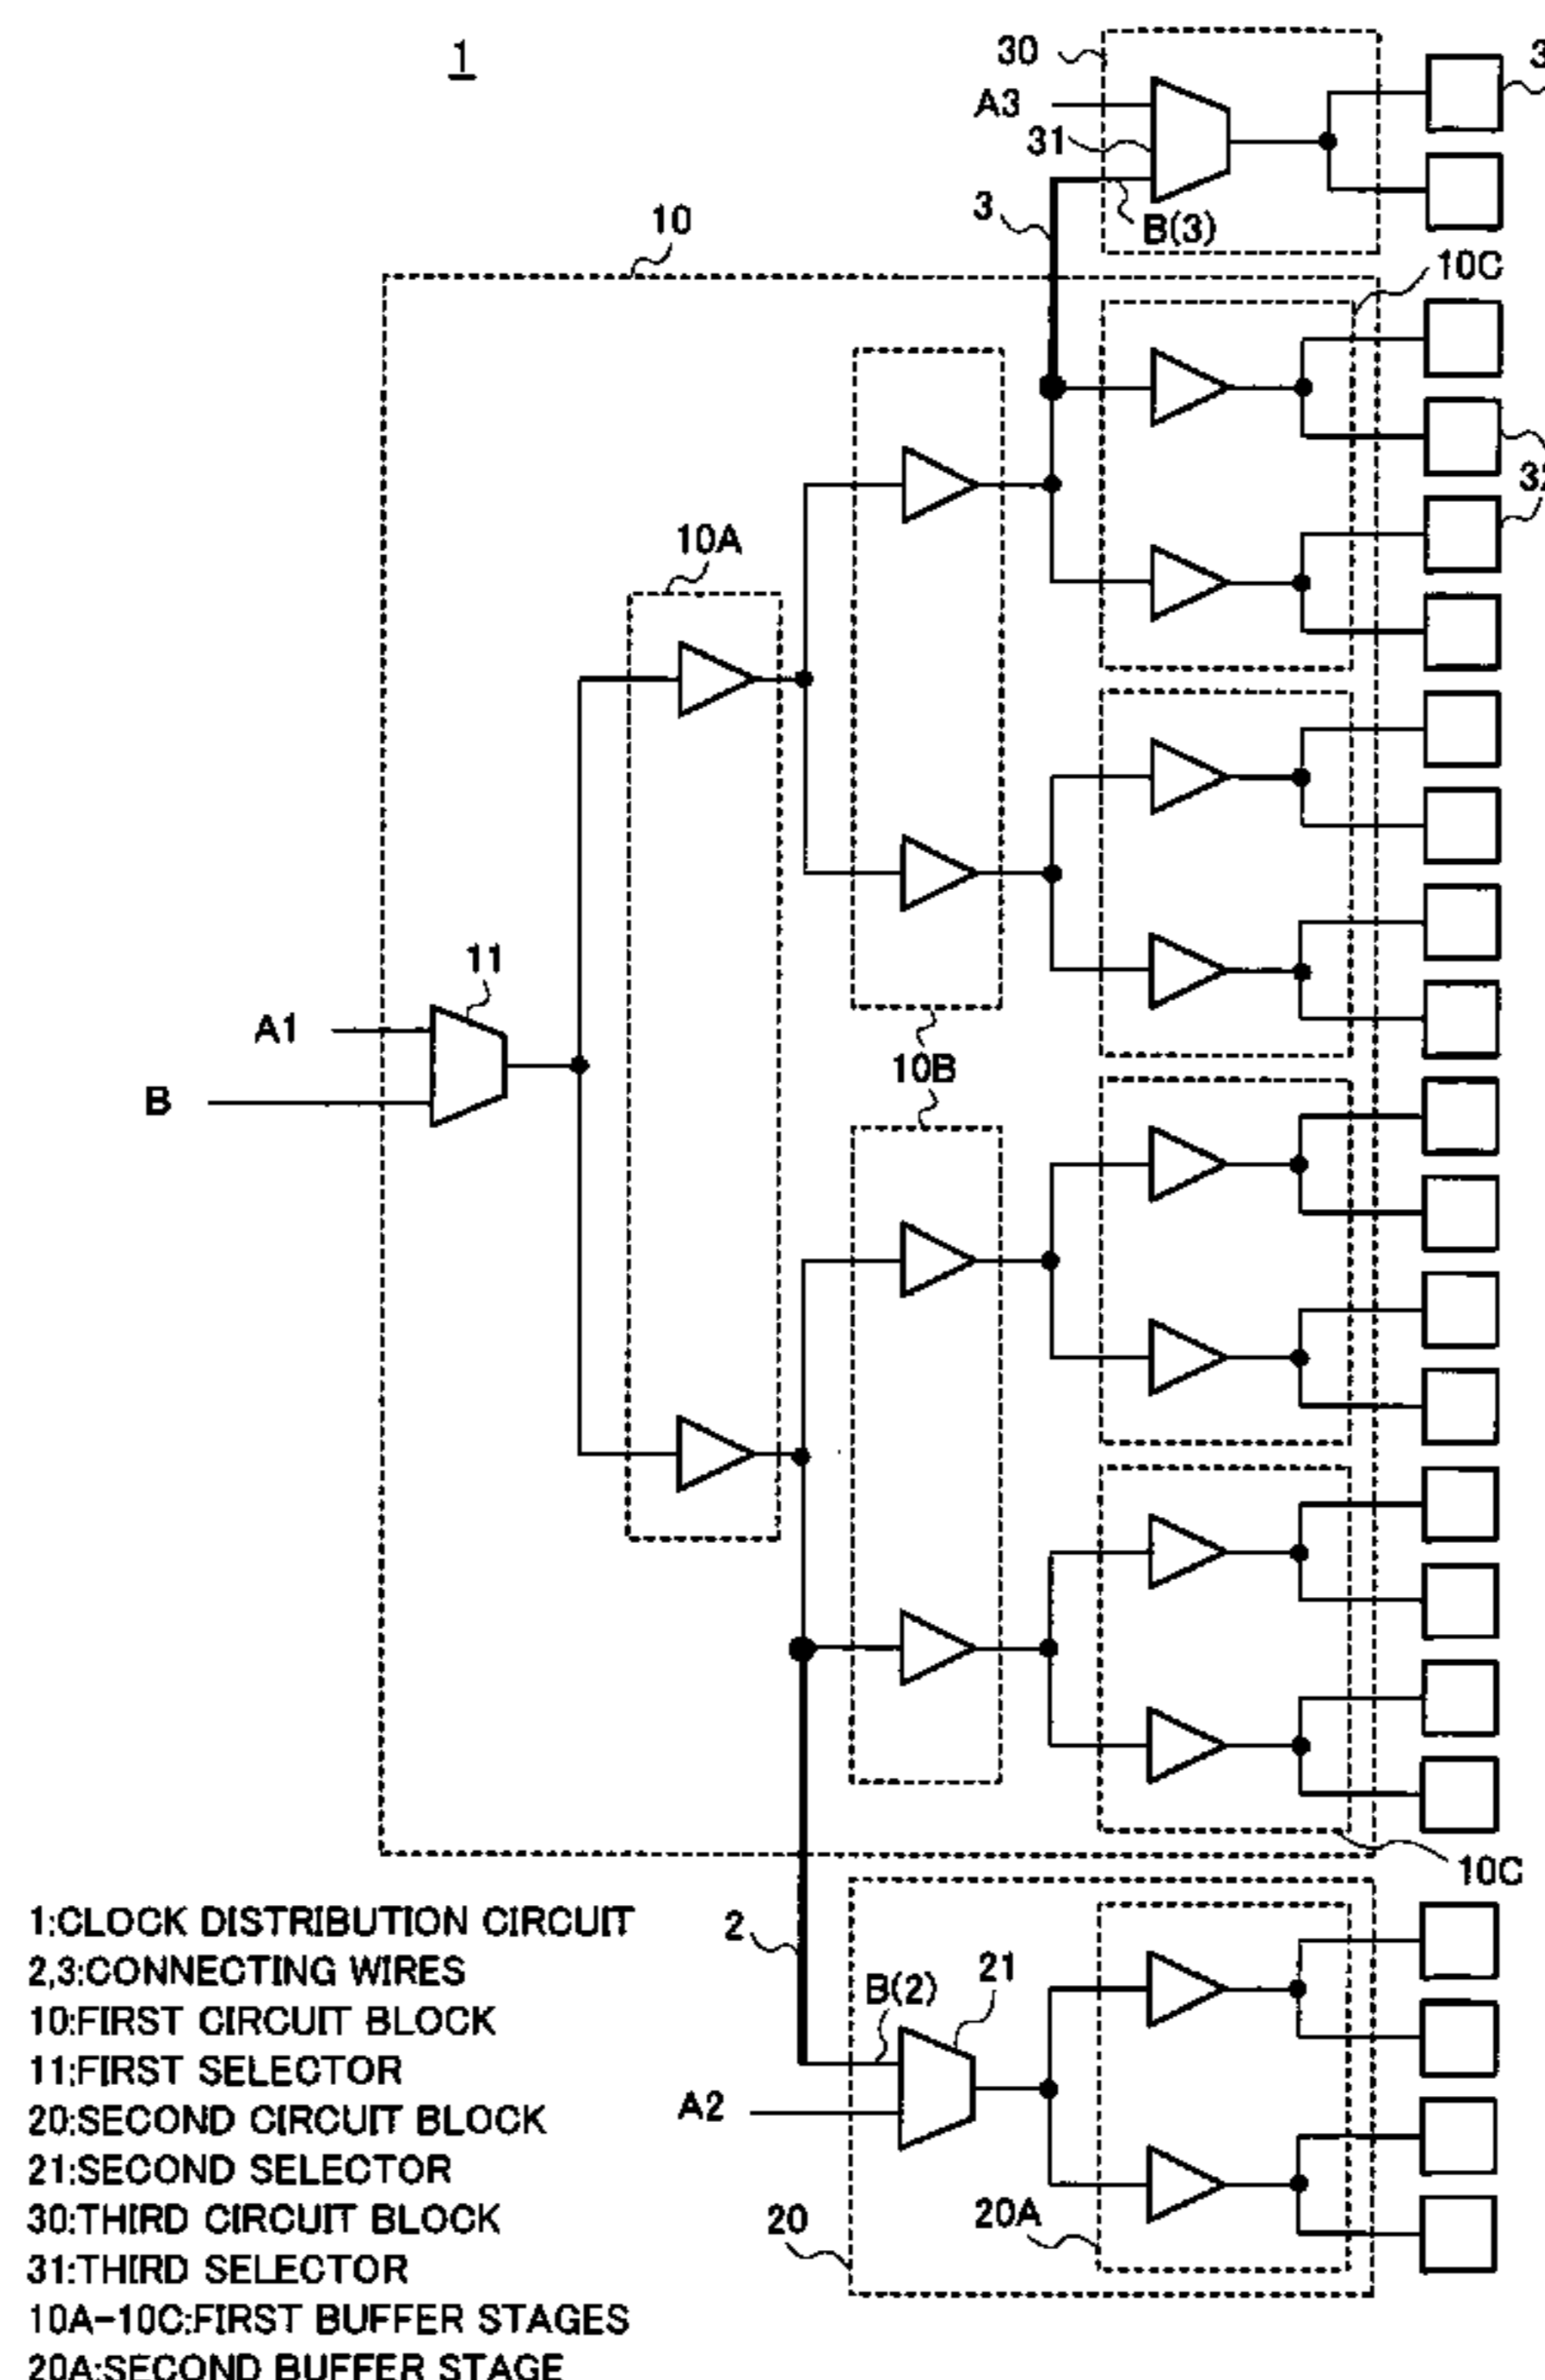 1
30
3
A3
31
3
B(3)
10
10C
32
10A
11
A1
10B
B
10C
2
B(2)
21
A2
20
20A
1:CLOCK DISTRIBUTION CIRCUIT
2,3:CONNECTING WIRES
10:FIRST CIRCUIT BLOCK
11:FIRST SELECTOR
20:SECOND CIRCUIT BLOCK
21:SECOND SELECTOR
30:THIRD CIRCUIT BLOCK
31:THIRD SELECTOR
10A-10C:FIRST BUFFER STAGES
20A:SECOND BUFFER STAGE